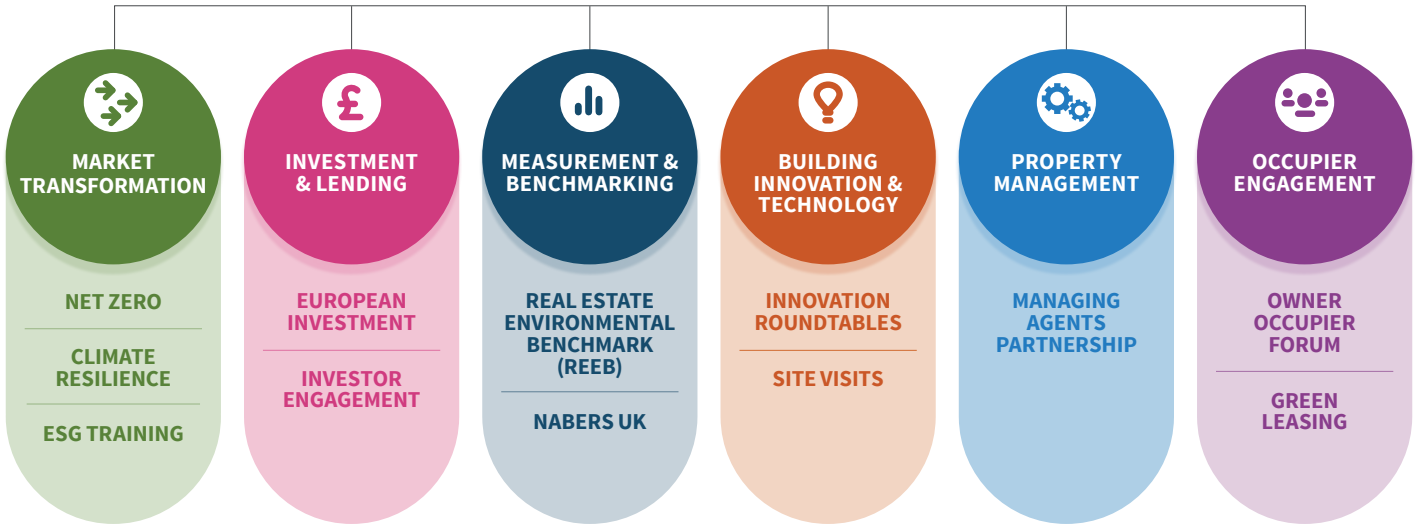 MARKET
TRANSFORMATION
NET ZERO
CLIMATE
RESILIENCE
ESG TRAINING
£
INVESTMENT
& LENDING
EUROPEAN
INVESTMENT
INVESTOR
ENGAGEMENT
MEASUREMENT &
BENCHMARKING
REAL ESTATE
ENVIRONMENTAL
BENCHMARK
(REEB)
NABERS UK
BUILDING
INNOVATION &
TECHNOLOGY
INNOVATION
ROUNDTABLES
SITE VISITS
PROPERTY
MANAGEMENT
MANAGING
AGENTS
PARTNERSHIP
OCCUPIER
ENGAGEMENT
OWNER
OCCUPIER
FORUM
GREEN
LEASING